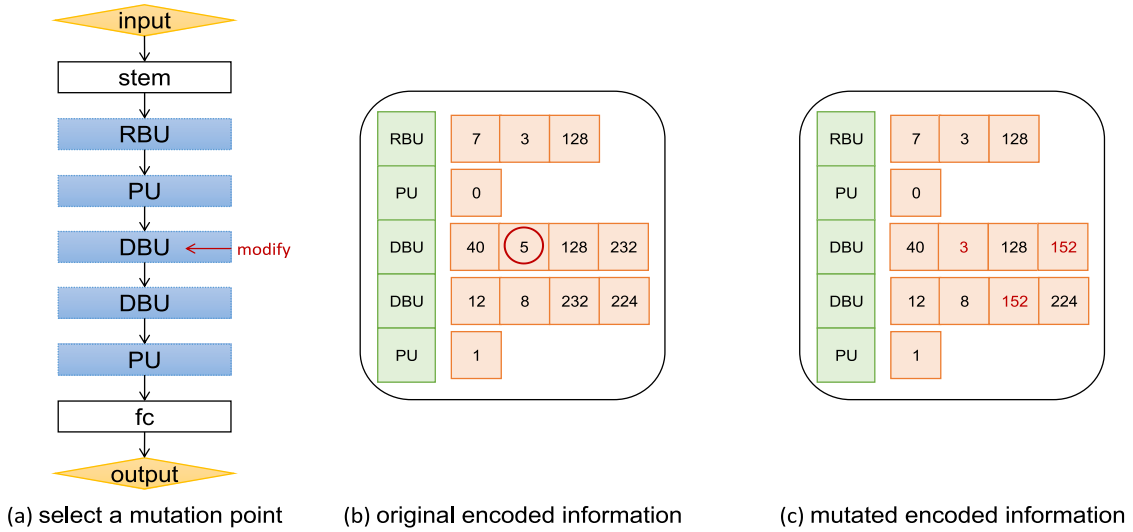 input
stem
RBU
PU
DBU
modify
DBU
PU
fc
output
(a) select a mutation point
RBU 7 3 128
PU 0
DBU 40 5 128 232
DBU 12 8 232 224
PU 1
(b) original encoded information
RBU 7 3 128
PU 0
DBU 40 3 128 152
DBU 12 8 152 224
PU 1
(c) mutated encoded information